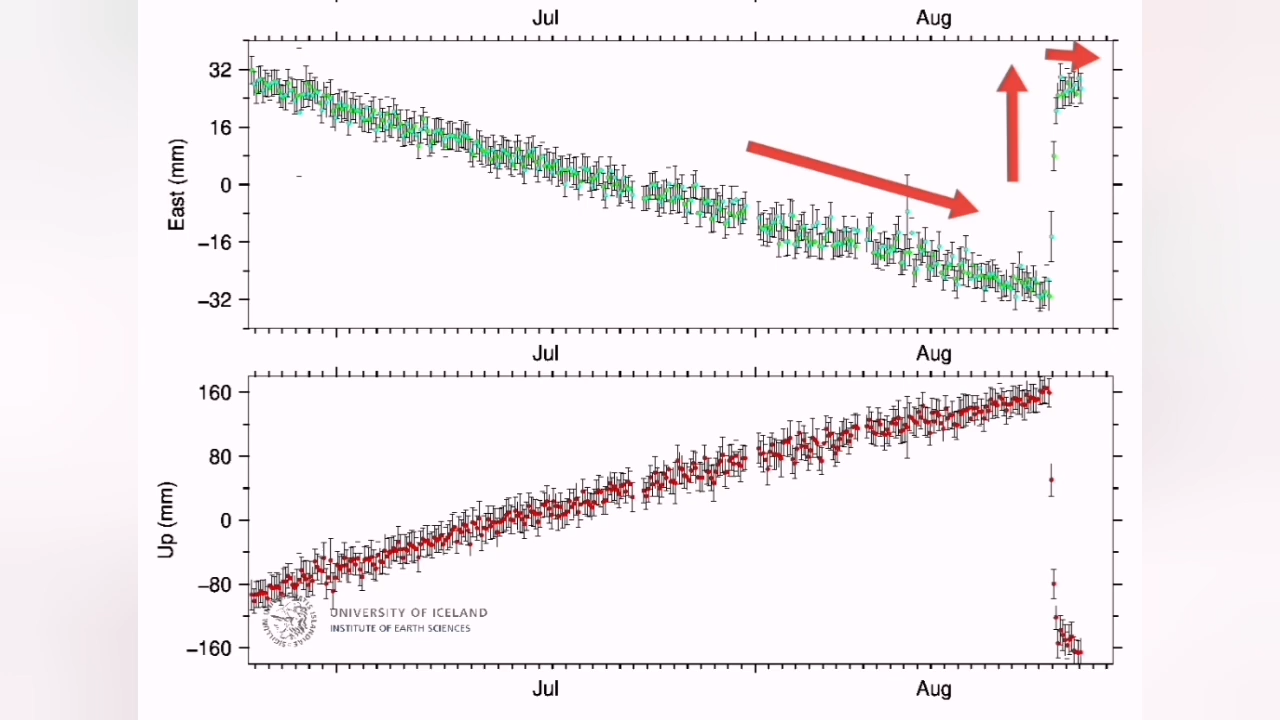 Jul Aug
32
16
0
−16
−32
East (mm)
Jul Aug
160
80
0
−80
−160
Up (mm)
UNIVERSITY OF ICELAND
INSTITUTE OF EARTH SCIENCES
Jul Aug